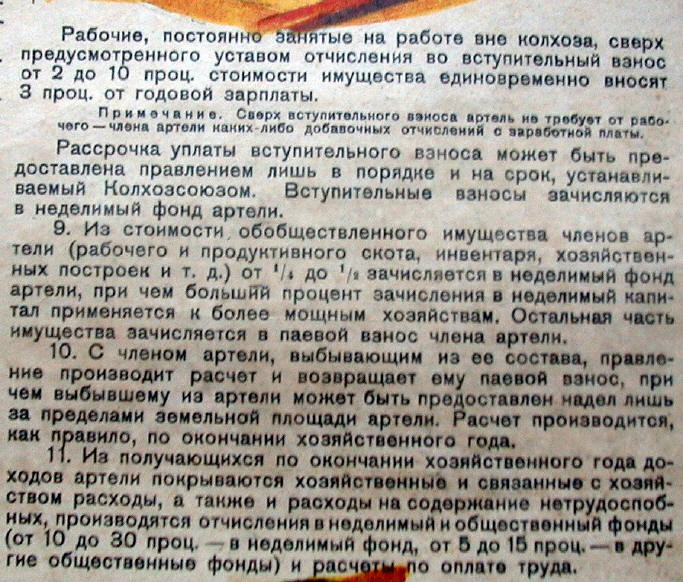 Рабочие, постоянно занятые на работе вне колхоза, сверх
предусмотренного уставом отчисления во вступительный взнос
от 2 до 10 проц. стоимости имущества единовременно вносят
3 проц. от годовой зарплаты.
Примечание. Сверх вступительного взноса артель не требует от рабо-
чего—члена артели каких-либо добавочных отчислений с заработной платы.
Рассрочка уплаты вступительного взноса может быть пре-
доставлена правлением лишь в порядке и на срок, устанавли-
ваемый Колхозсоюзом. Вступительные взносы зачисляются
в неделимый фонд артели.
9. Из стоимости обобществленного имущества членов ар-
тели (рабочего и продуктивного скота, инвентаря, хозяйствен-
ных построек и т. д.) от 1/4 до 1/2 зачисляется в неделимый фонд
артели, при чем больший процент зачисления в неделимый капи-
тал применяется к более мощным хозяйствам. Остальная часть
имущества зачисляется в паевой взнос члена артели.
10. С членом артели, выбывающим из ее состава, правле-
ние производит расчет и возвращает ему паевой взнос, при
чем выбывшему из артели может быть предоставлен надел лишь
за пределами земельной площади артели. Расчет производится,
как правило, по окончании хозяйственного года.
11. Из получающихся по окончании хозяйственного года до-
ходов артели покрываются хозяйственные и связанные с хозяй-
ством расходы, а также и расходы на содержание нетрудоспособ-
ных, производятся отчисления в неделимый и общественный фонды
(от 10 до 30 проц. — в неделимый фонд, от 5 до 15 проц. — в дру-
гие общественные фонды) и расчеты по оплате труда.